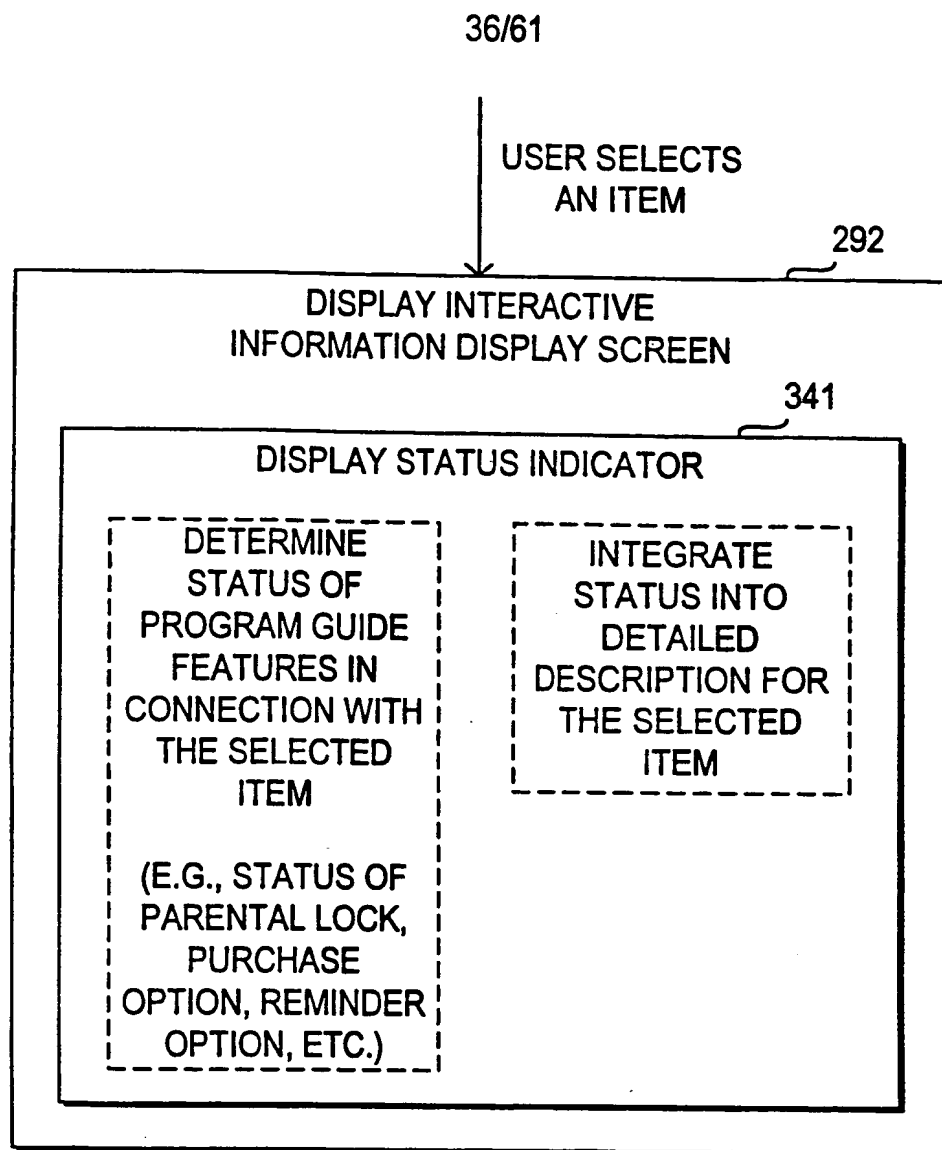 36/61
USER SELECTS
AN ITEM
292
DISPLAY INTERACTIVE
INFORMATION DISPLAY SCREEN
341
DISPLAY STATUS INDICATOR
DETERMINE
STATUS OF
PROGRAM GUIDE
FEATURES IN
CONNECTION WITH
THE SELECTED
ITEM
(E.G., STATUS OF
PARENTAL LOCK,
PURCHASE
OPTION, REMINDER
OPTION, ETC.)
INTEGRATE
STATUS INTO
DETAILED
DESCRIPTION FOR
THE SELECTED
ITEM